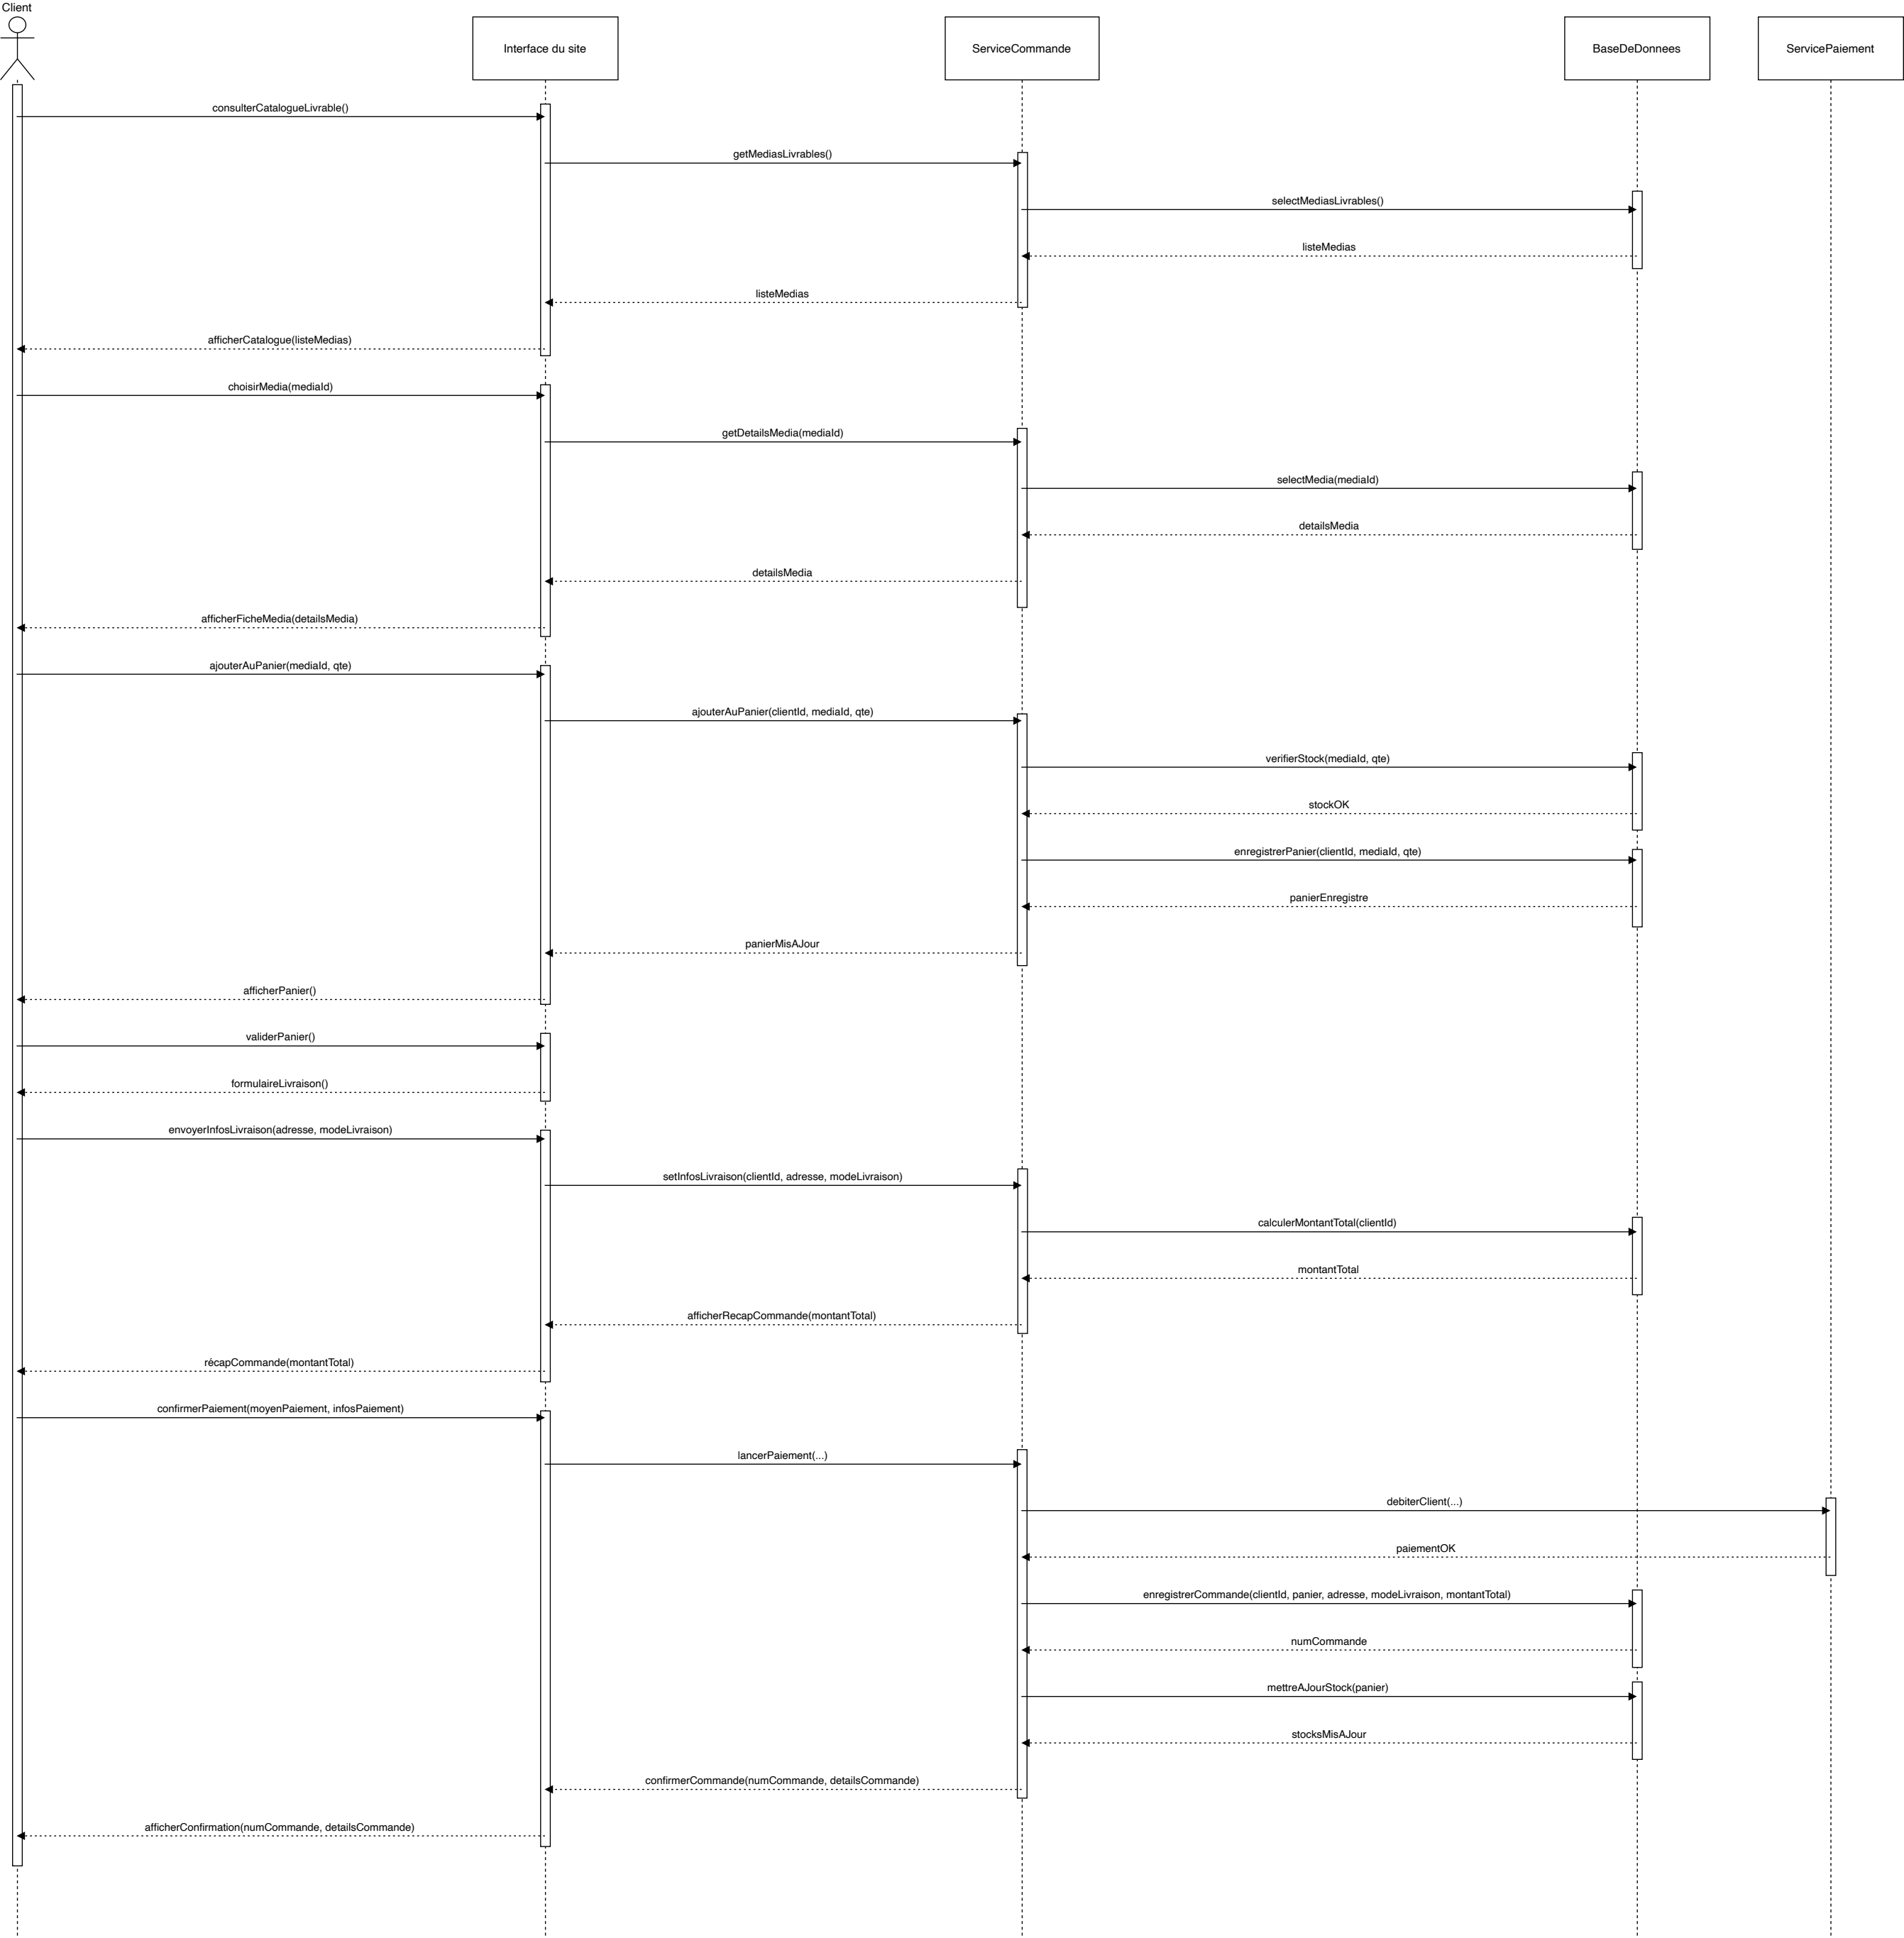 Client
Interface du site
ServiceCommande
BaseDeDonnees
ServicePaiement
consulterCatalogueLivrable()
getMediasLivrables()
selectMediasLivrables()
listeMedias
listeMedias
afficherCatalogue(listeMedias)
choisirMedia(mediaId)
getDetailsMedia(mediaId)
selectMedia(mediaId)
detailsMedia
detailsMedia
afficherFicheMedia(detailsMedia)
ajouterAuPanier(mediaId, qte)
ajouterAuPanier(clientId, mediaId, qte)
verifierStock(mediaId, qte)
stockOK
enregistrerPanier(clientId, mediaId, qte)
panierEnregistre
panierMisAJour
afficherPanier()
validerPanier()
formulaireLivraison()
envoyerInfosLivraison(adresse, modeLivraison)
setInfosLivraison(clientId, adresse, modeLivraison)
calculerMontantTotal(clientId)
montantTotal
afficherRecapCommande(montantTotal)
récapCommande(montantTotal)
confirmerPaiement(moyenPaiement, infosPaiement)
lancerPaiement(...)
debiterClient(...)
paiementOK
enregistrerCommande(clientId, panier, adresse, modeLivraison, montantTotal)
numCommande
mettreAJourStock(panier)
stocksMisAJour
confirmerCommande(numCommande, detailsCommande)
afficherConfirmation(numCommande, detailsCommande)